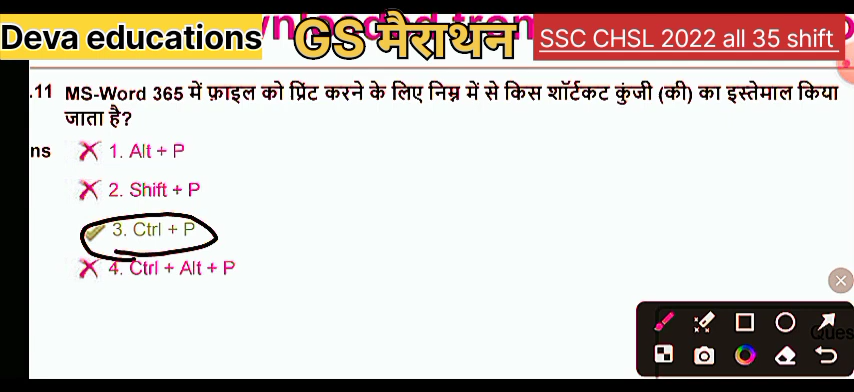 Deva educations GS मैराथन SSC CHSL 2022 all 35 shift
.11 MS-Word 365 में फ़ाइल को प्रिंट करने के लिए निम्न में से किस शॉर्टकट कुंजी (की) का इस्तेमाल किया
जाता है?
ns 1. Alt + P
2. Shift + P
3. Ctrl + P
4. Ctrl + Alt + P
Ques